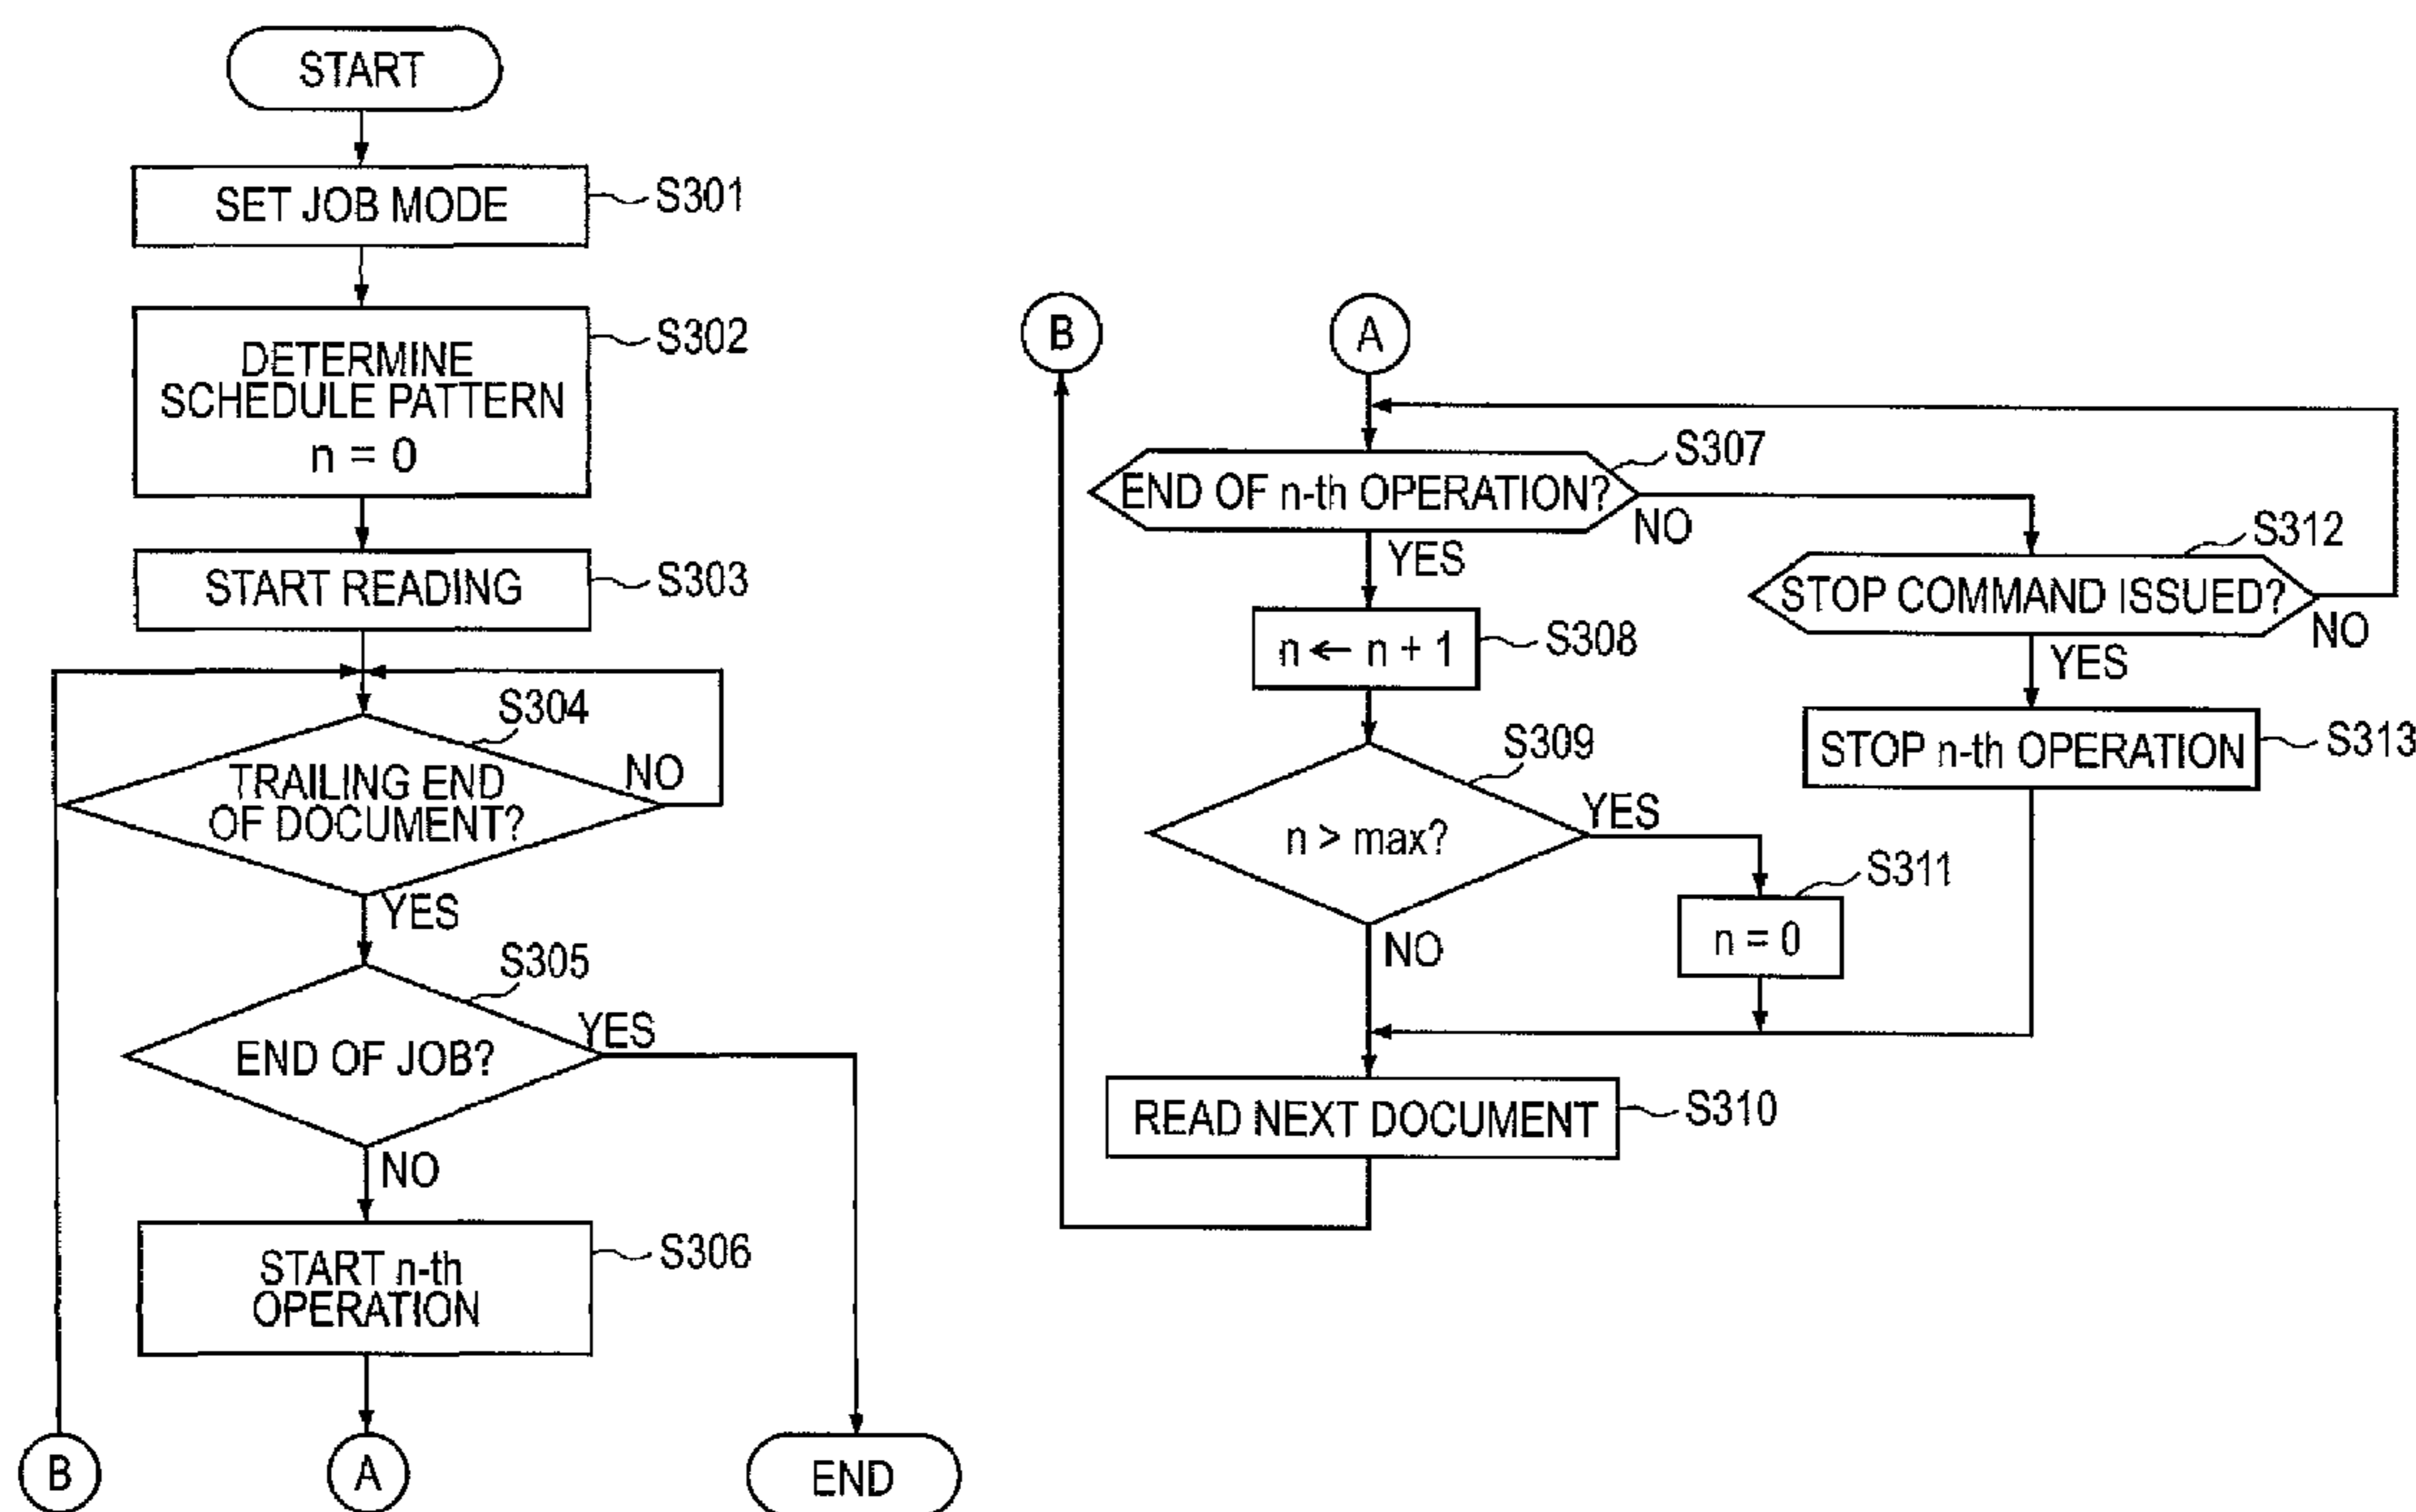 START
SET JOB MODE
S301
DETERMINE
SCHEDULE PATTERN
n = 0
S302
START READING
S303
S304
TRAILING END
OF DOCUMENT?
NO
YES
S305
END OF JOB?
YES
NO
START n-th
OPERATION
S306
B
A
END
B
A
S307
END OF n-th OPERATION?
NO
YES
S312
STOP COMMAND ISSUED?
NO
YES
n ← n + 1
S308
S309
n > max?
YES
NO
STOP n-th OPERATION
S313
S311
n = 0
READ NEXT DOCUMENT
S310